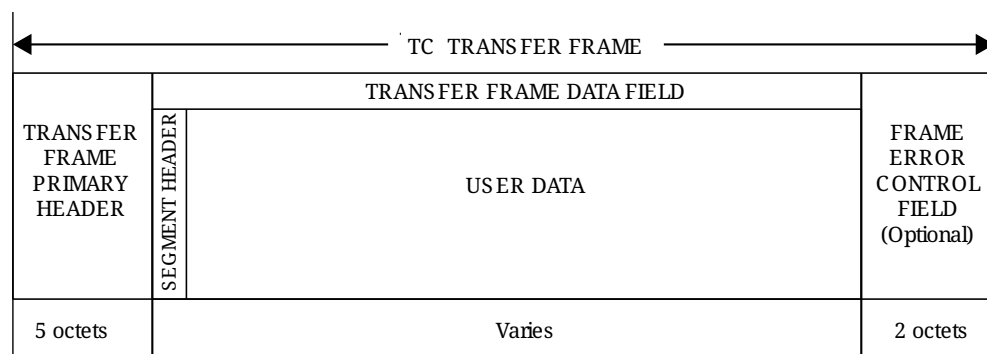 TC TRANSFER FRAME
TRANSFER FRAME DATA FIELD
TRANSFER
FRAME
PRIMARY
HEADER
SEGMENT HEADER
USER DATA
FRAME
ERROR
CONTROL
FIELD
(Optional)
5 octets
Varies
2 octets